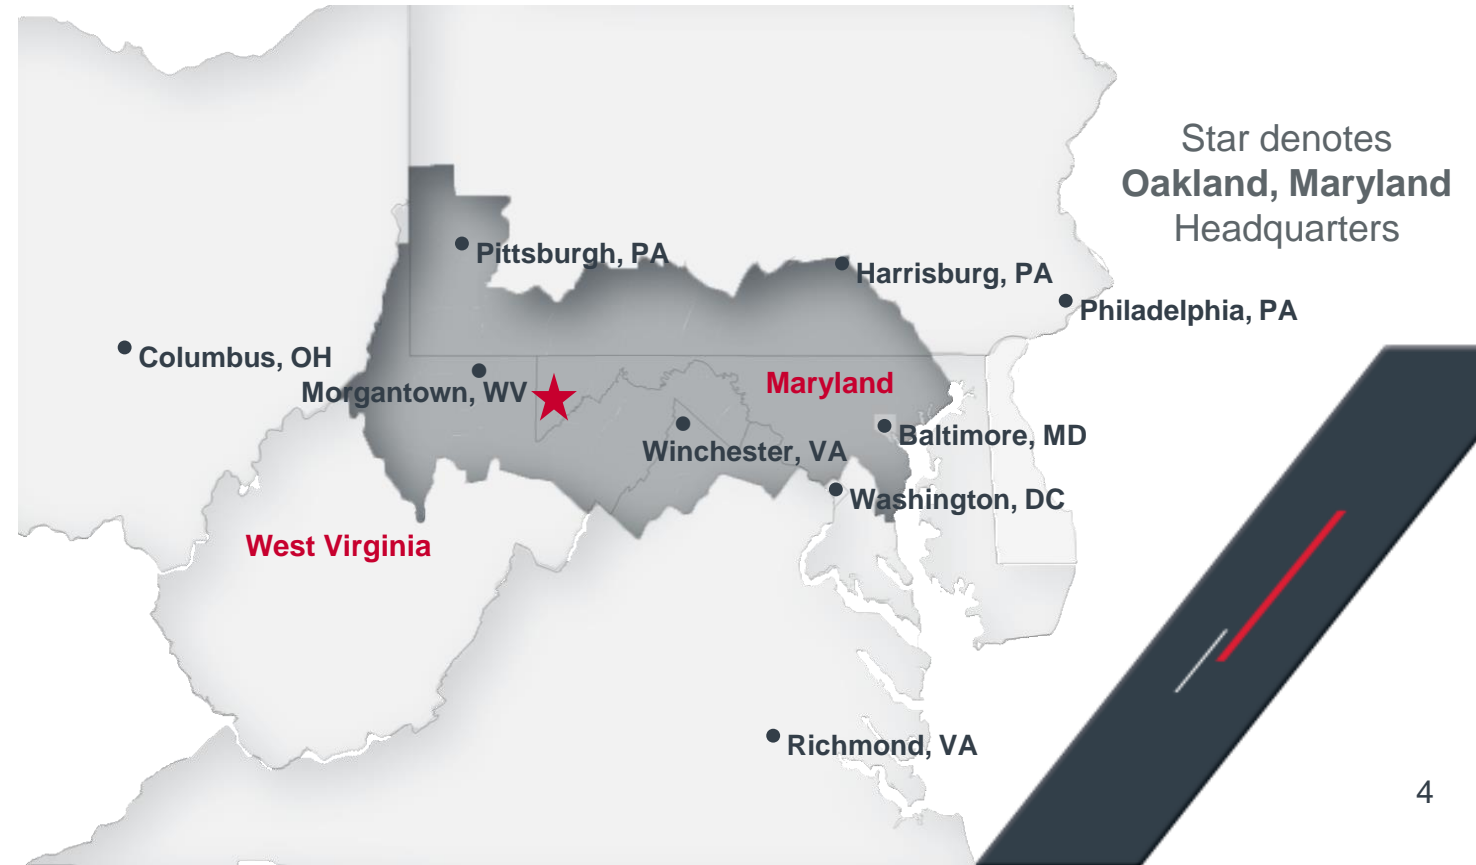 Star denotes
Oakland, Maryland
Headquarters
Pittsburgh, PA
Harrisburg, PA
Philadelphia, PA
Columbus, OH
Morgantown, WV
Maryland
Winchester, VA
Baltimore, MD
Washington, DC
West Virginia
Richmond, VA
4